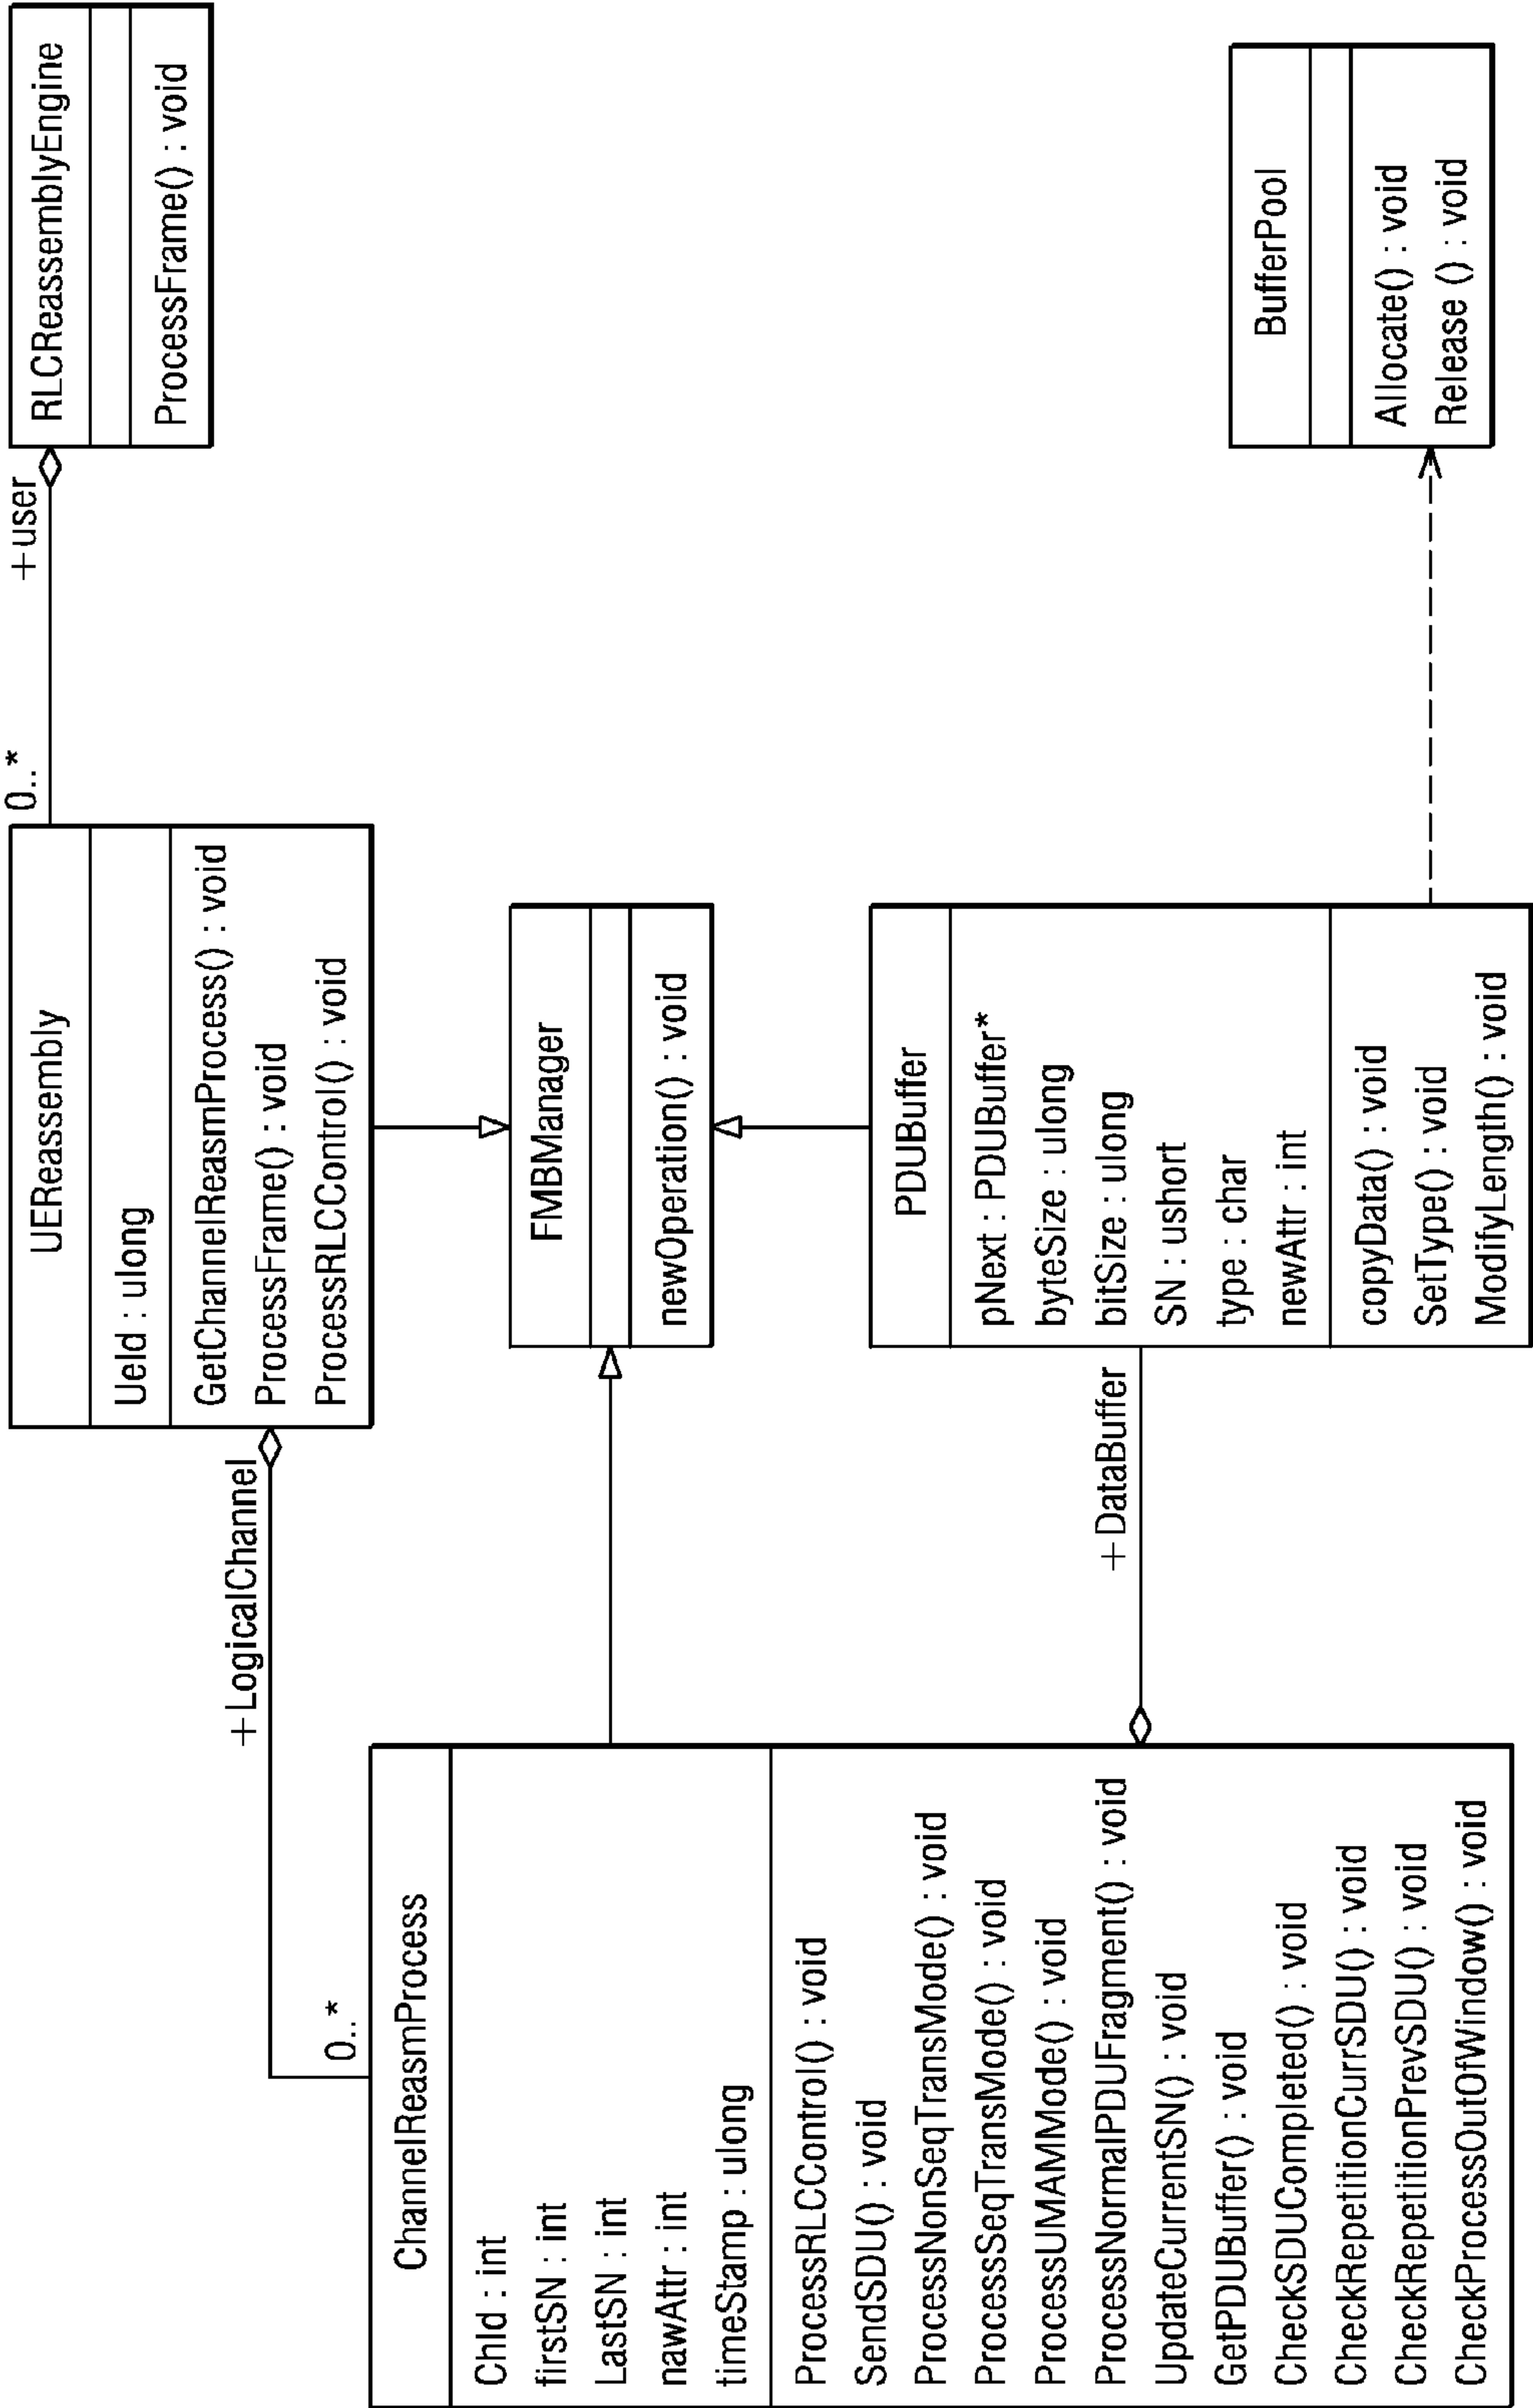 RLCReassemblyEngine
ProcessFrame() : void
+user
0..*
UEReassembly
UeId : ulong
GetChannelReasmProcess() : void
ProcessFrame() : void
ProcessRLCControl() : void
+LogicalChannel
0..*
ChannelReasmProcess
ChId : int
firstSN : int
LastSN : int
nawAttr : int
timeStamp : ulong
ProcessRLCControl() : void
SendSDU() : void
ProcessNonSeqTransMode() : void
ProcessSeqTransMode() : void
ProcessUMAMMode() : void
ProcessNormalPDUFragment() : void
UpdateCurrentSN() : void
GetPDUBuffer() : void
CheckSDUCompleted() : void
CheckRepetitionCurrSDU() : void
CheckRepetitionPrevSDU() : void
CheckProcessOutOfWindow() : void
FMBManager
newOperation() : void
+DataBuffer
PDUBuffer
pNext : PDUBuffer*
byteSize : ulong
bitSize : ulong
SN : ushort
type : char
newAttr : int
copyData() : void
SetType() : void
ModifyLength() : void
BufferPool
Allocate() : void
Release () : void